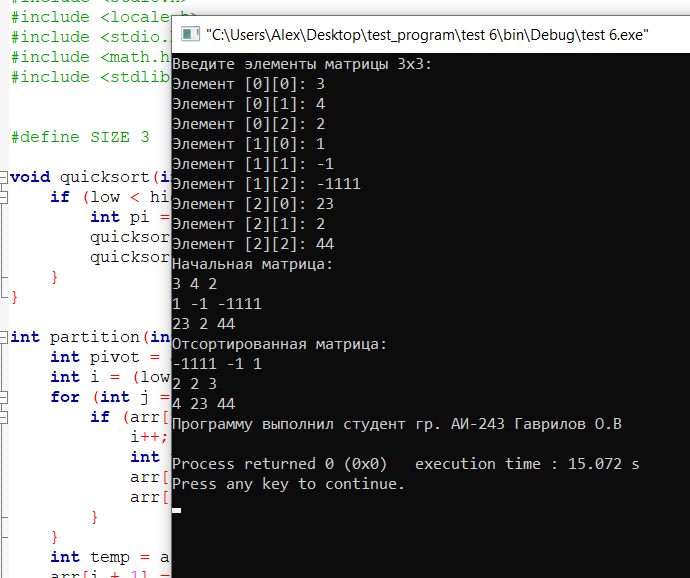 #include <stdio.h>
#include <locale.h>
#include <stdio.
#include <math.h
#include <stdlib
#define SIZE 3
void quicksort(in
if (low < hi
int pi =
quicksor
quicksor
}
}
int partition(in
int pivot =
int i = (low
for (int j =
if (arr[
i++;
int
arr[
arr[
}
}
int temp = a
arr[i + 1] =
"C:\Users\Alex\Desktop\test_program\test 6\bin\Debug\test 6.exe"
Введите элементы матрицы 3x3:
Элемент [0][0]: 3
Элемент [0][1]: 4
Элемент [0][2]: 2
Элемент [1][0]: 1
Элемент [1][1]: -1
Элемент [1][2]: -1111
Элемент [2][0]: 23
Элемент [2][1]: 2
Элемент [2][2]: 44
Начальная матрица:
3 4 2
1 -1 -1111
23 2 44
Отсортированная матрица:
-1111 -1 1
2 2 3
4 23 44
Программу выполнил студент гр. АИ-243 Гаврилов О.В
Process returned 0 (0x0)   execution time : 15.072 s
Press any key to continue.